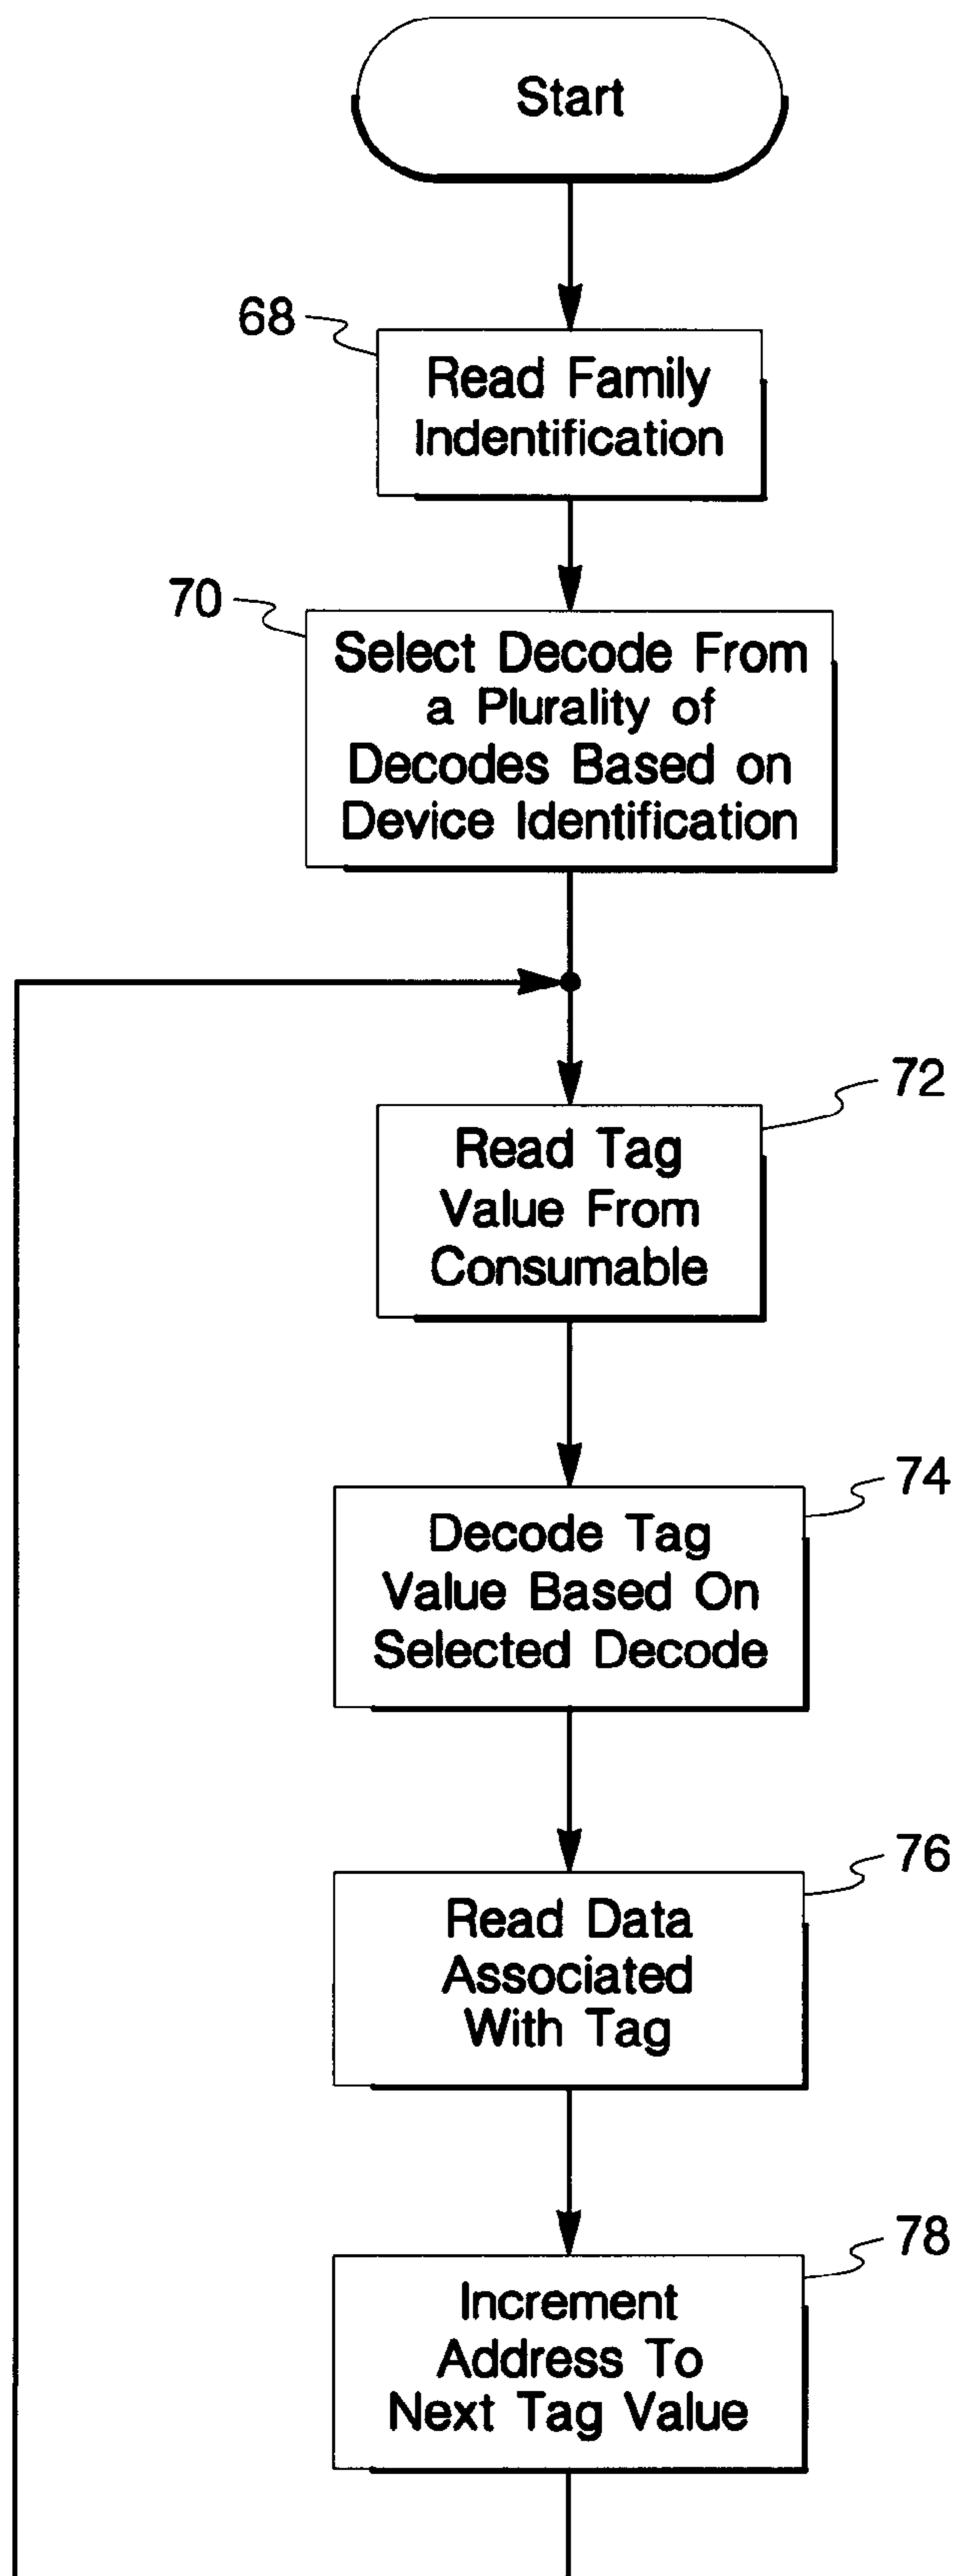 Start
68
Read Family
Indentification
70
Select Decode From
a Plurality of
Decodes Based on
Device Identification
72
Read Tag
Value From
Consumable
74
Decode Tag
Value Based On
Selected Decode
76
Read Data
Associated
With Tag
78
Increment
Address To
Next Tag Value